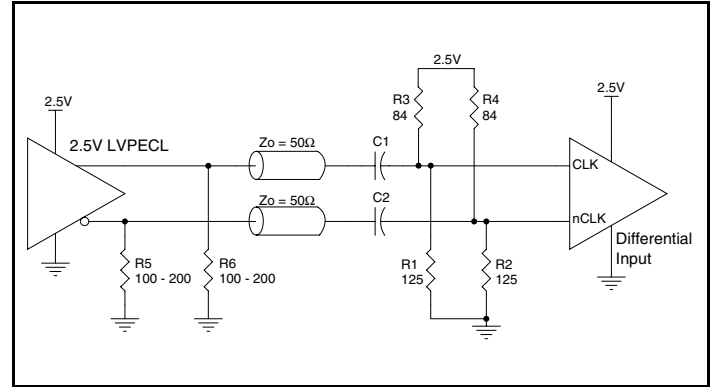 2.5V
2.5V
R3
84
R4
84
2.5V
2.5V LVPECL
Zo = 50Ω
C1
CLK
Zo = 50Ω
C2
nCLK
R5
100 - 200
R6
100 - 200
R1
125
R2
125
Differential
Input